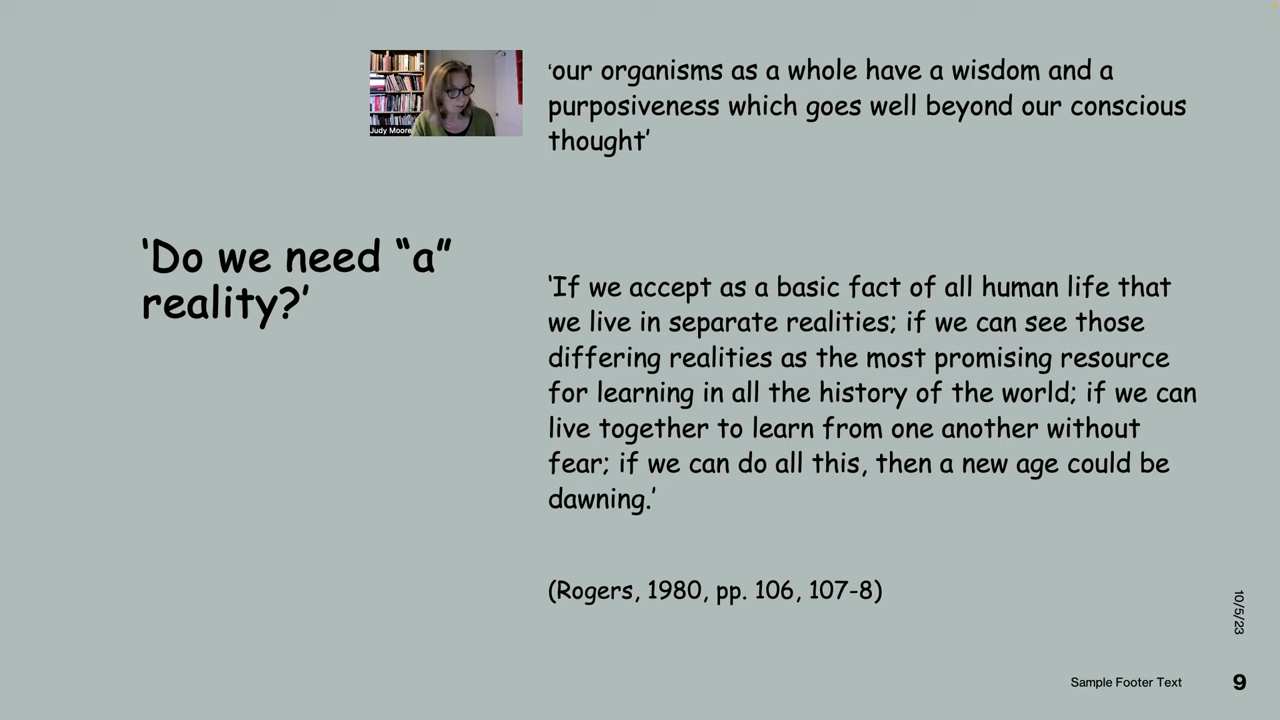 ‘Do we need “a”
reality?’
Judy Moore
‘our organisms as a whole have a wisdom and a
purposiveness which goes well beyond our conscious
thought’
‘If we accept as a basic fact of all human life that
we live in separate realities; if we can see those
differing realities as the most promising resource
for learning in all the history of the world; if we can
live together to learn from one another without
fear; if we can do all this, then a new age could be
dawning.’
(Rogers, 1980, pp. 106, 107-8)
10/5/23
Sample Footer Text
9